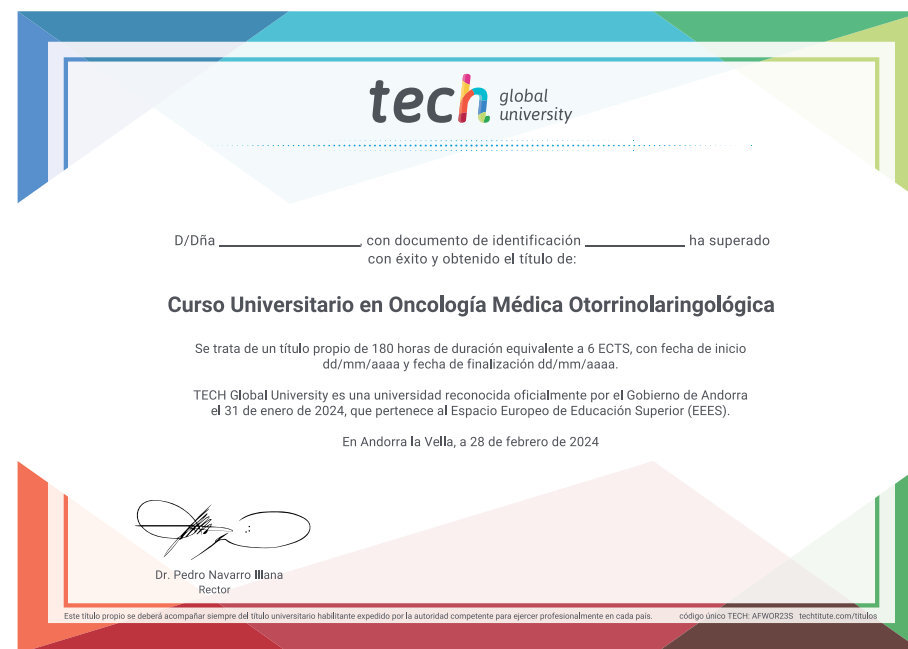 tech global university
D/Dña ____________________, con documento de identificación ______________ ha superado
con éxito y obtenido el título de:
Curso Universitario en Oncología Médica Otorrinolaringológica
Se trata de un título propio de 180 horas de duración equivalente a 6 ECTS, con fecha de inicio
dd/mm/aaaa y fecha de finalización dd/mm/aaaa.
TECH Global University es una universidad reconocida oficialmente por el Gobierno de Andorra
el 31 de enero de 2024, que pertenece al Espacio Europeo de Educación Superior (EEES).
En Andorra la Vella, a 28 de febrero de 2024
Dr. Pedro Navarro Illana
Rector
Este título propio se deberá acompañar siempre del título universitario habilitante expedido por la autoridad competente para ejercer profesionalmente en cada país. código único TECH: AFWOR23S techtitute.com/titulos